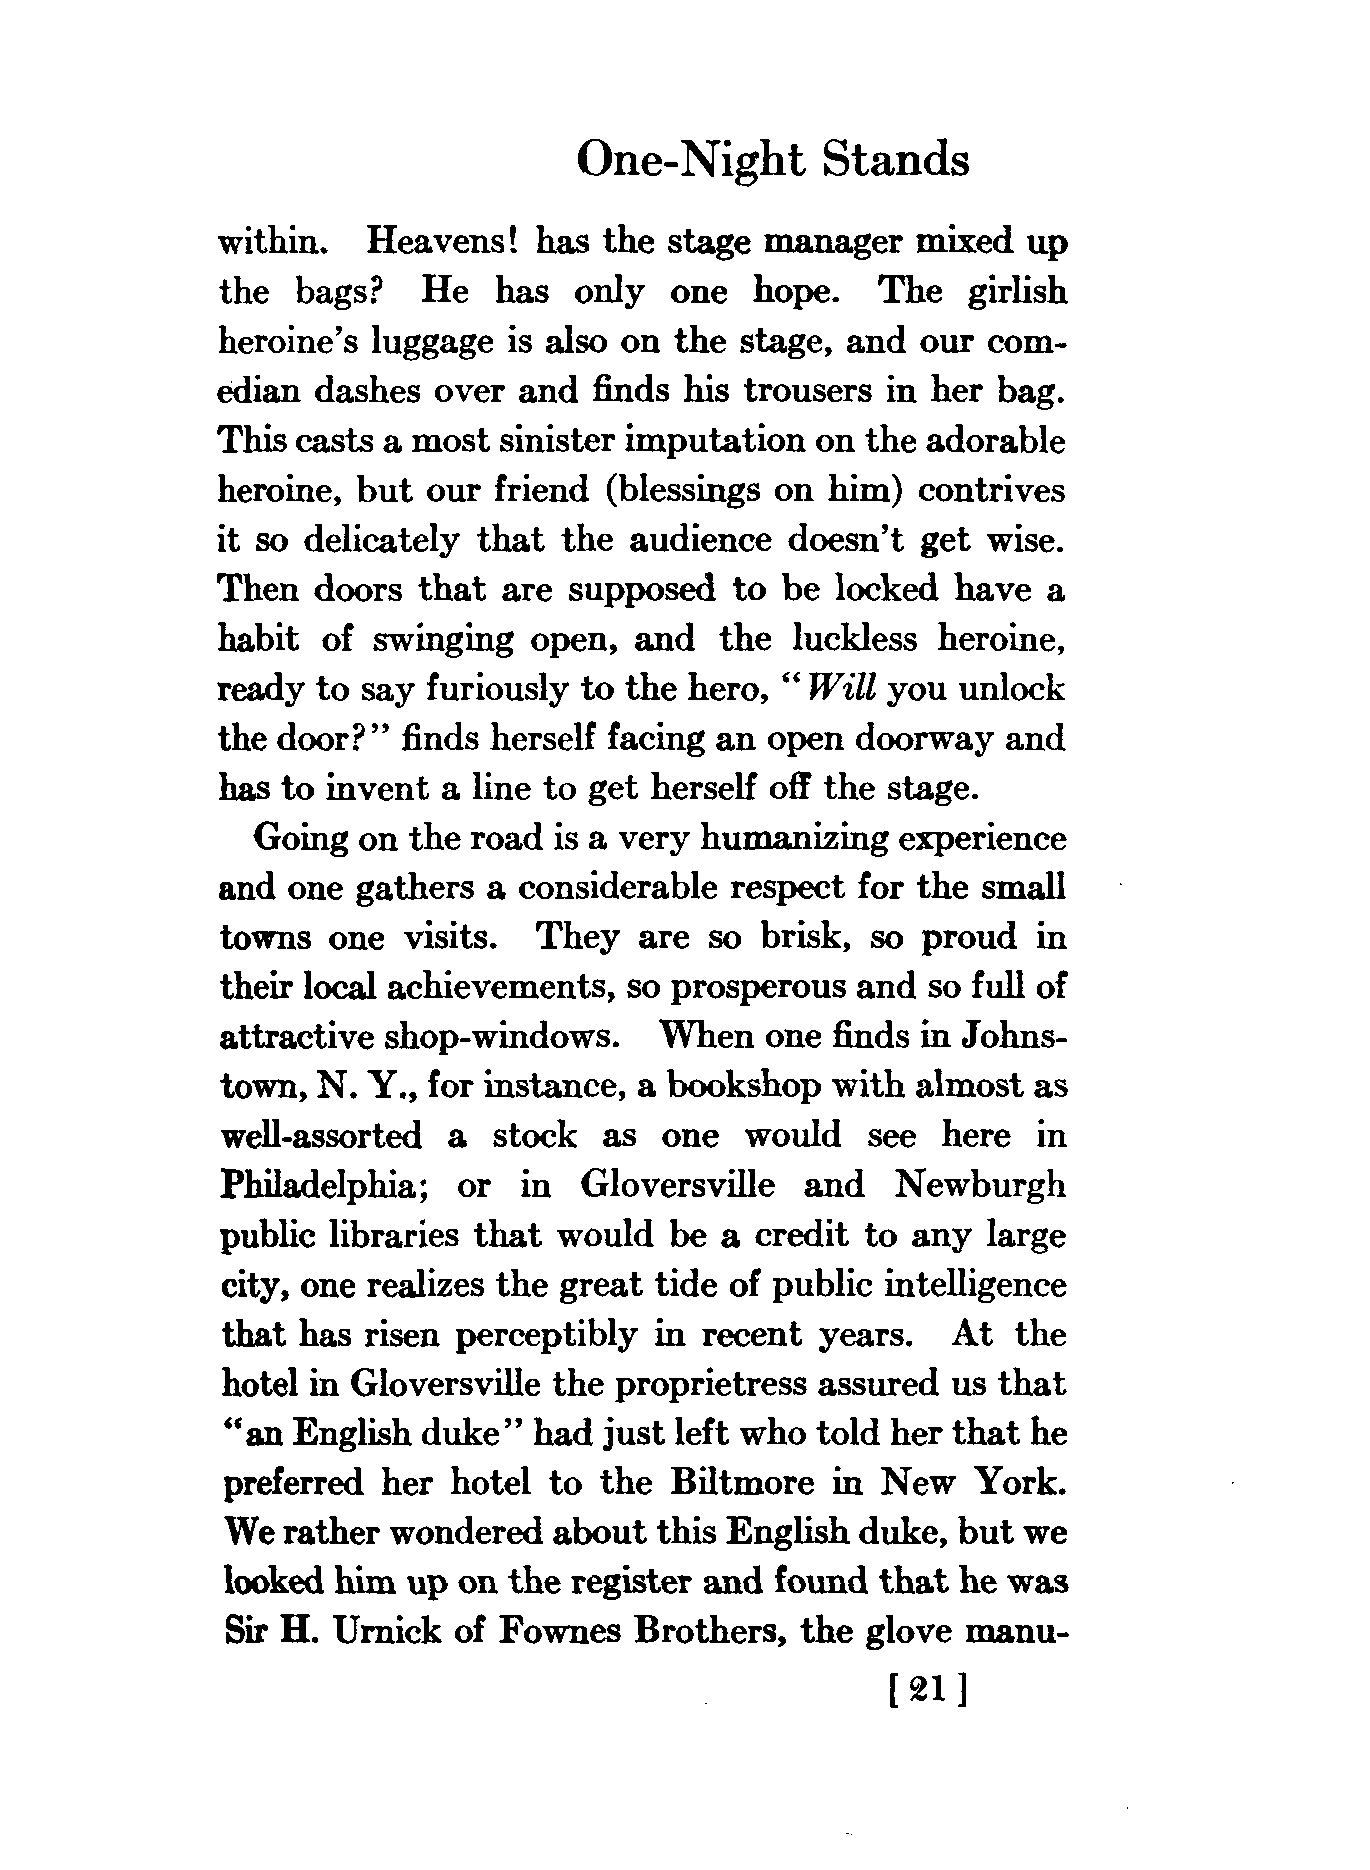 One-Night Stands
within. Heavens! has the stage manager mixed up
the bags? He has only one hope. The girlish
heroine's luggage is also on the stage, and our com-
edian dashes over and finds his trousers in her bag.
This casts a most sinister imputation on the adorable
heroine, but our friend (blessings on him) contrives
it so delicately that the audience doesn't get wise.
Then doors that are supposed to be locked have a
habit of swinging open, and the luckless heroine,
ready to say furiously to the hero, "Will you unlock
the door?" finds herself facing an open doorway and
has to invent a line to get herself off the stage.
Going on the road is a very humanizing experience
and one gathers a considerable respect for the small
towns one visits. They are so brisk, so proud in
their local achievements, so prosperous and so full of
attractive shop-windows. When one finds in Johns-
town, N. Y., for instance, a bookshop with almost as
well-assorted a stock as one would see here in
Philadelphia; or in Gloversville and Newburgh
public libraries that would be a credit to any large
city, one realizes the great tide of public intelligence
that has risen perceptibly in recent years. At the
hotel in Gloversville the proprietress assured us that
"an English duke" had just left who told her that he
preferred her hotel to the Biltmore in New York.
We rather wondered about this English duke, but we
looked him up on the register and found that he was
Sir H. Urnick of Fownes Brothers, the glove manu-
[21]